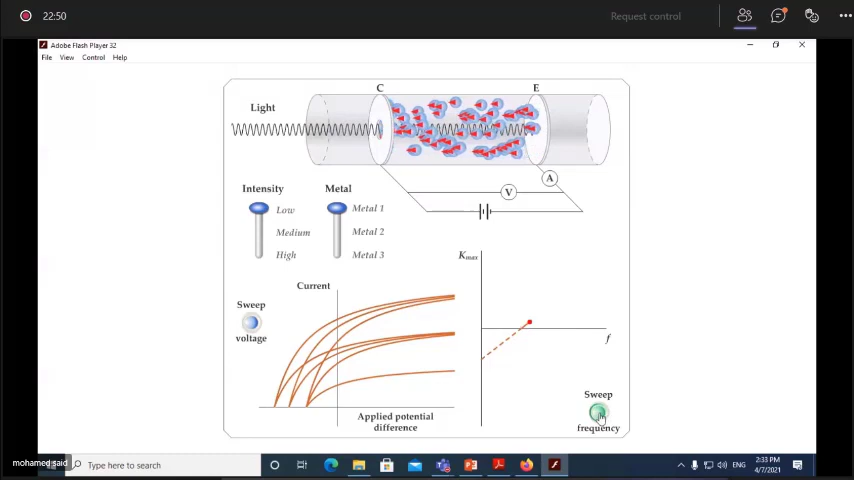 22:50
Request control
Adobe Flash Player 32
File View Control Help
C
E
Light
A
V
Intensity
Metal
Low
Medium
High
Metal 1
Metal 2
Metal 3
Kmax
f
Current
Sweep
voltage
Applied potential
difference
Sweep
frequency
mohamed said
Type here to search
ENG
2:33 PM
4/7/2021